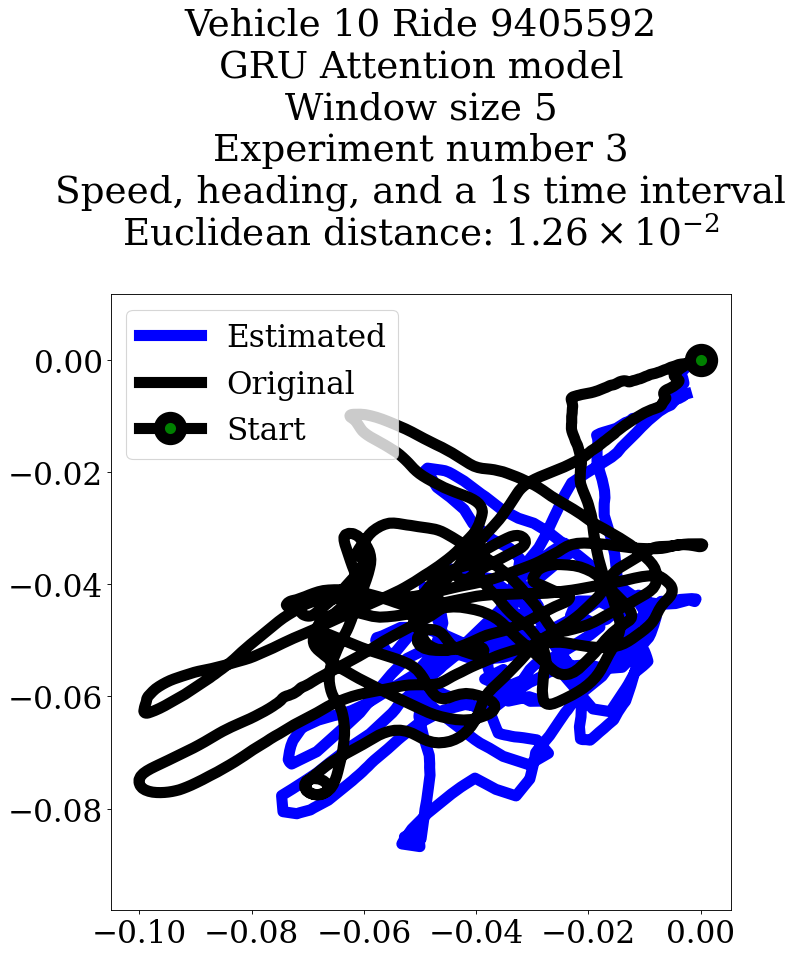 Vehicle 10 Ride 9405592
GRU Attention model
Window size 5
Experiment number 3
Speed, heading, and a 1s time interval
Euclidean distance: 1.26 × 10⁻²
Estimated
Original
Start
0.00
−0.02
−0.04
−0.06
−0.08
−0.10 −0.08 −0.06 −0.04 −0.02 0.00